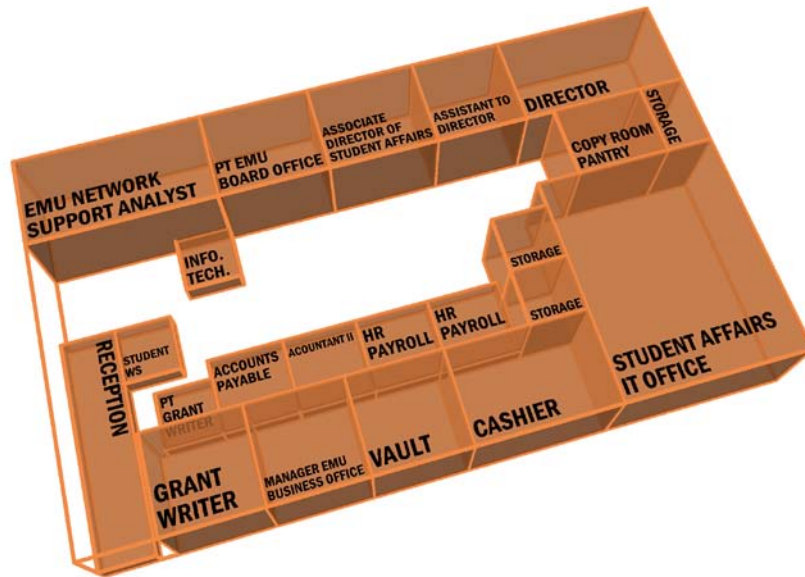 DIRECTOR
STORAGE
ASSISTANT TO
DIRECTOR
ASSOCIATE
DIRECTOR OF
STUDENT AFFAIRS
PT EMU
BOARD OFFICE
EMU NETWORK
SUPPORT ANALYST
COPY ROOM
PANTRY
INFO.
TECH.
STORAGE
STORAGE
RECEPTION
STUDENT
WS
ACCOUNTS
PAYABLE
ACOUNTANT II
HR
PAYROLL
HR
PAYROLL
PT
GRANT
WRITER
STUDENT AFFAIRS
IT OFFICE
CASHIER
VAULT
MANAGER EMU
BUSINESS OFFICE
GRANT
WRITER